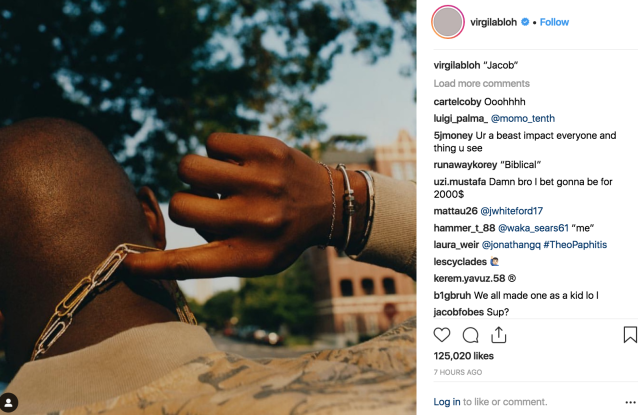 virgilabloh • Follow
virgilabloh “Jacob”
Load more comments
cartelcoby Ooohhhh
luigi_palma_ @momo_tenth
5jmoney Ur a beast impact everyone and
thing u see
runawaykorey “Biblical”
uzi.mustafa Damn bro I bet gonna be for
2000$
mattau26 @jwhiteford17
hammer_t_88 @waka_sears61 “me”
laura_weir @jonathangq #TheoPaphitis
lescyclades 🙋🏾‍♂️
kerem.yavuz.58 ®
b1gbruh We all made one as a kid lo l
jacobfobes Sup?
125,020 likes
7 HOURS AGO
Log in to like or comment.